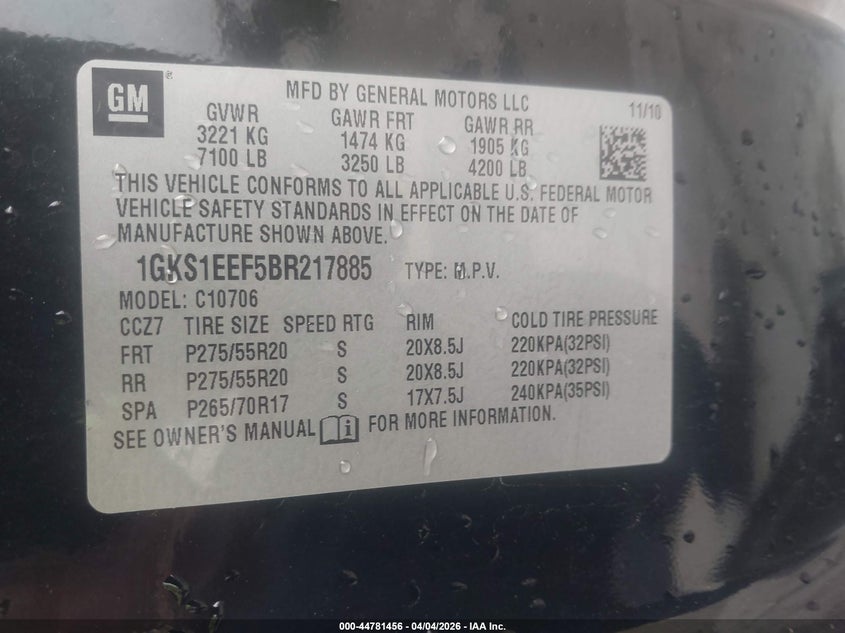 GM ®
MFD BY GENERAL MOTORS LLC
11/10
GVWR GAWR FRT GAWR RR
3221 KG 1474 KG 1905 KG
7100 LB 3250 LB 4200 LB
THIS VEHICLE CONFORMS TO ALL APPLICABLE U.S. FEDERAL MOTOR
VEHICLE SAFETY STANDARDS IN EFFECT ON THE DATE OF
MANUFACTURE SHOWN ABOVE.
1GKS1EEF5BR217885 TYPE: M.P.V.
MODEL: C10706
CCZ7 TIRE SIZE SPEED RTG RIM COLD TIRE PRESSURE
FRT P275/55R20 S 20X8.5J 220KPA(32PSI)
RR P275/55R20 S 20X8.5J 220KPA(32PSI)
SPA P265/70R17 S 17X7.5J 240KPA(35PSI)
SEE OWNER'S MANUAL i FOR MORE INFORMATION.
000-44781456 - 04/04/2026 - IAA Inc.